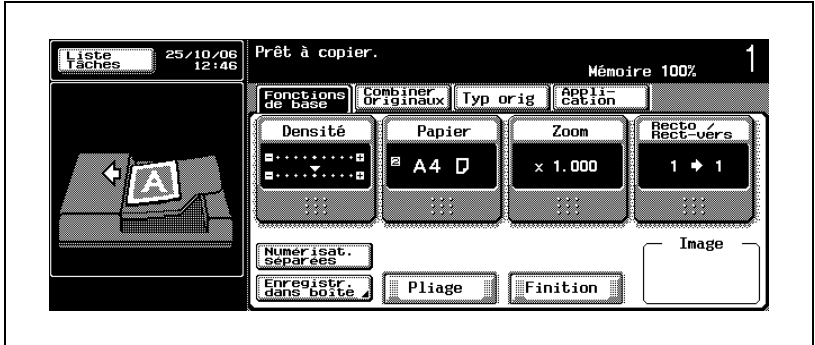 Liste
Tâches
25/10/06
12:46
Prêt à copier.
Mémoire 100%
1
Fonctions
de base
Combiner
Originaux
Typ orig
Appli-
cation
Densité
Papier
Zoom
Recto /
Rect-vers
2 A4
× 1.000
1 → 1
A
Numérisat.
séparées
Enregistr.
dans boîte
Pliage
Finition
Image